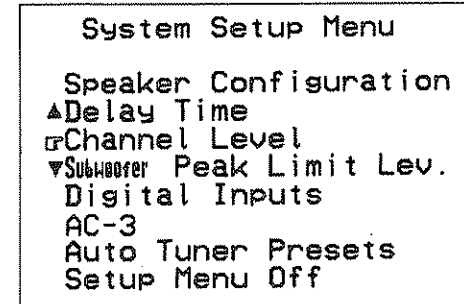 System Setup Menu
Speaker Configuration
▲Delay Time
☞Channel Level
▼Subwoofer Peak Limit Lev.
Digital Inputs
AC-3
Auto Tuner Presets
Setup Menu Off